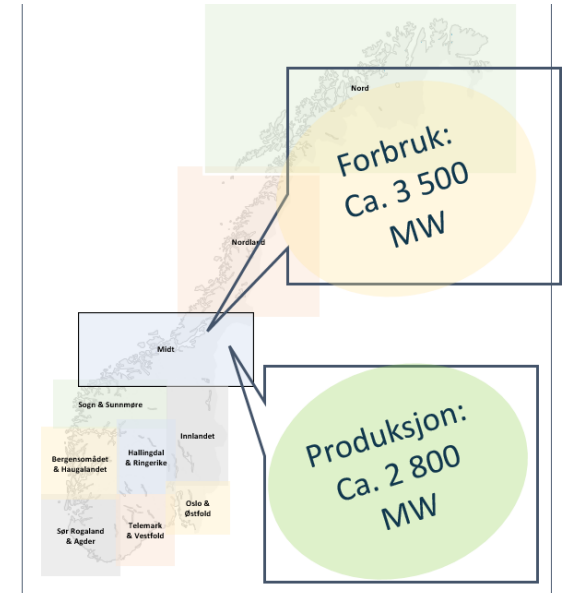 Nord
Forbruk:
Ca. 3 500
MW
Nordland
Midt
Sogn & Sunnmøre
Innlandet
Bergensområdet
& Haugalandet
Hallingdal
& Ringerike
Oslo &
Østfold
Sør Rogaland
& Agder
Telemark
& Vestfold
Produksjon:
Ca. 2 800
MW